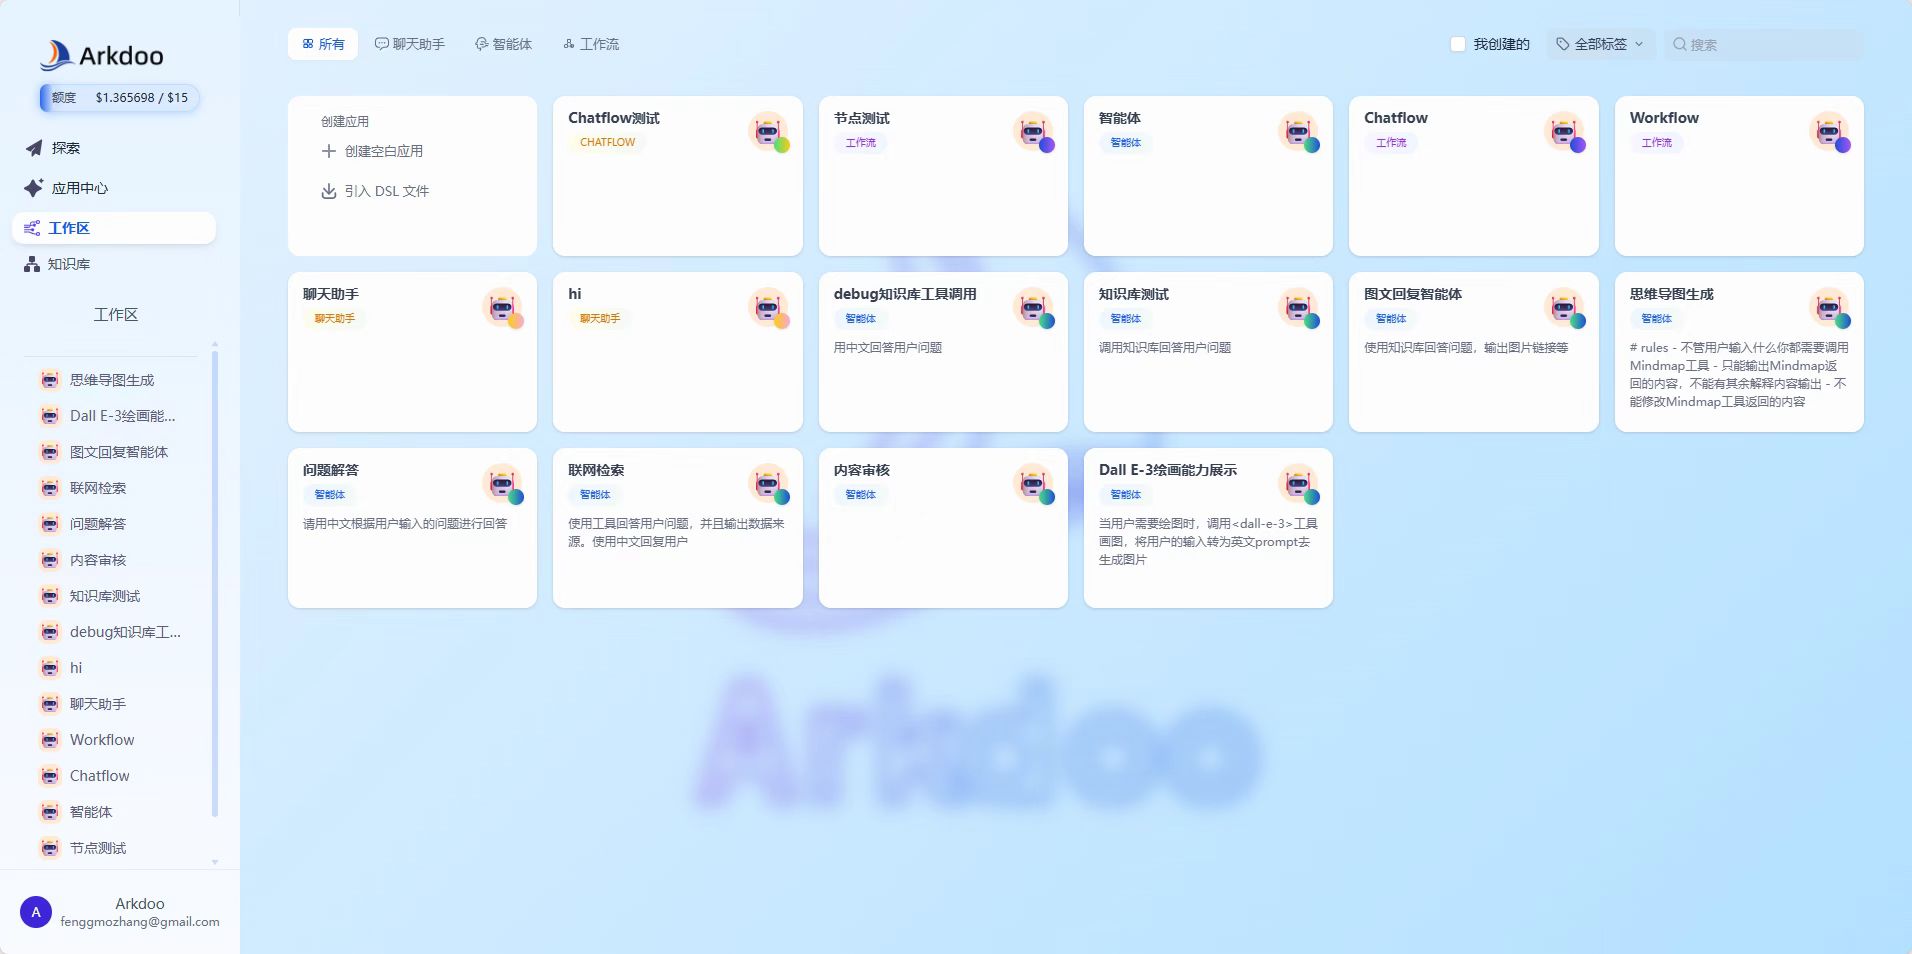 Arkdoo
额度 $1.365698 / $15
探索
应用中心
工作区
知识库
工作区
思维导图生成
Dall E-3绘画能...
图文回复智能体
联网检索
问题解答
内容审核
知识库测试
debug知识库工...
hi
聊天助手
Workflow
Chatflow
智能体
节点测试
A
Arkdoo
fenggmozhang@gmail.com
所有 聊天助手 智能体 工作流
我创建的 全部标签 搜索
创建应用
创建空白应用
引入 DSL 文件
Chatflow测试
CHATFLOW
节点测试
工作流
智能体
智能体
Chatflow
工作流
Workflow
工作流
聊天助手
聊天助手
hi
聊天助手
debug知识库工具调用
智能体
用中文回答用户问题
知识库测试
智能体
调用知识库回答用户问题
图文回复智能体
智能体
使用知识库回答问题，输出图片链接等
思维导图生成
智能体
# rules - 不管用户输入什么你都需要调用
Mindmap工具 - 只能输出Mindmap返
回的内容，不能有其余解释内容输出 - 不
能修改Mindmap工具返回的内容
问题解答
智能体
请用中文根据用户输入的问题进行回答
联网检索
智能体
使用工具回答用户问题，并且输出数据来
源。使用中文回复用户
内容审核
智能体
Dall E-3绘画能力展示
智能体
当用户需要绘图时，调用<dall-e-3>工具
画图，将用户的输入转为英文prompt去
生成图片
Arkdoo